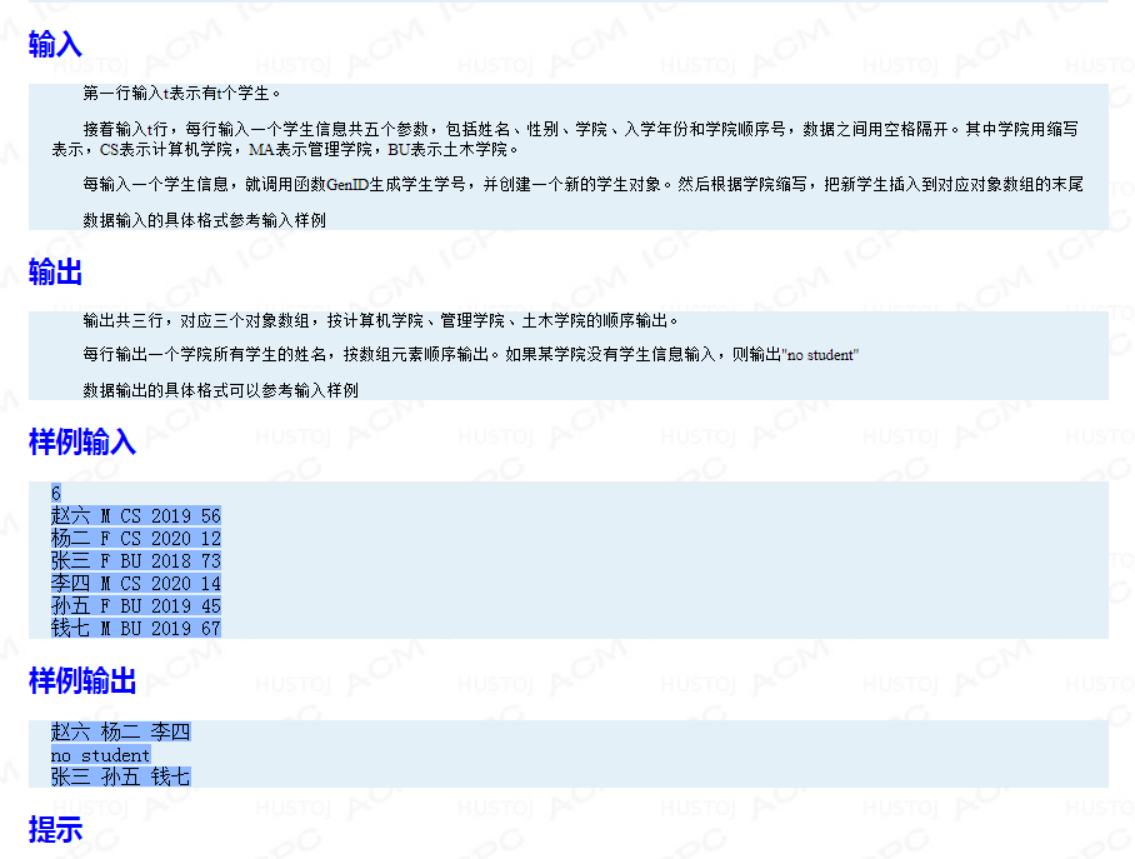 输入
第一行输入t表示有t个学生。
接着输入t行，每行输入一个学生信息共五个参数，包括姓名、性别、学院、入学年份和学院顺序号，数据之间用空格隔开。其中学院用缩写
表示，CS表示计算机学院，MA表示管理学院，BU表示土木学院。
每输入一个学生信息，就调用函数GenID生成学生学号，并创建一个新的学生对象。然后根据学院缩写，把新学生插入到对应对象数组的末尾
数据输入的具体格式参考输入样例
输出
输出共三行，对应三个对象数组，按计算机学院、管理学院、土木学院的顺序输出。
每行输出一个学院所有学生的姓名，按数组元素顺序输出。如果某学院没有学生信息输入，则输出"no student"
数据输出的具体格式可以参考输入样例
样例输入
6
赵六 M CS 2019 56
杨二 F CS 2020 12
张三 F BU 2018 73
李四 M CS 2020 14
孙五 F BU 2019 45
钱七 M BU 2019 67
样例输出
赵六 杨二 李四
no student
张三 孙五 钱七
提示